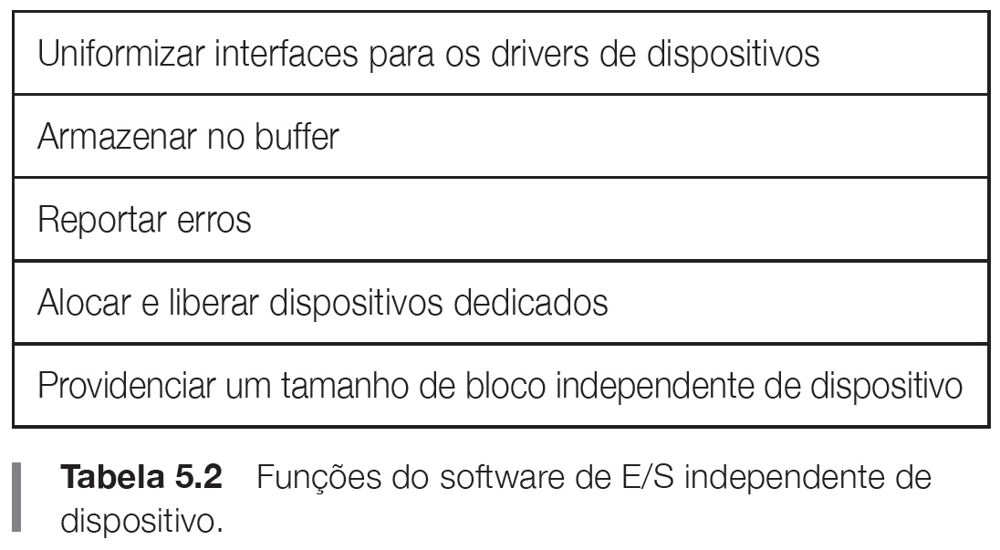 Uniformizar interfaces para os drivers de dispositivos
Armazenar no buffer
Reportar erros
Alocar e liberar dispositivos dedicados
Providenciar um tamanho de bloco independente de dispositivo
Tabela 5.2 Funções do software de E/S independente de
dispositivo.